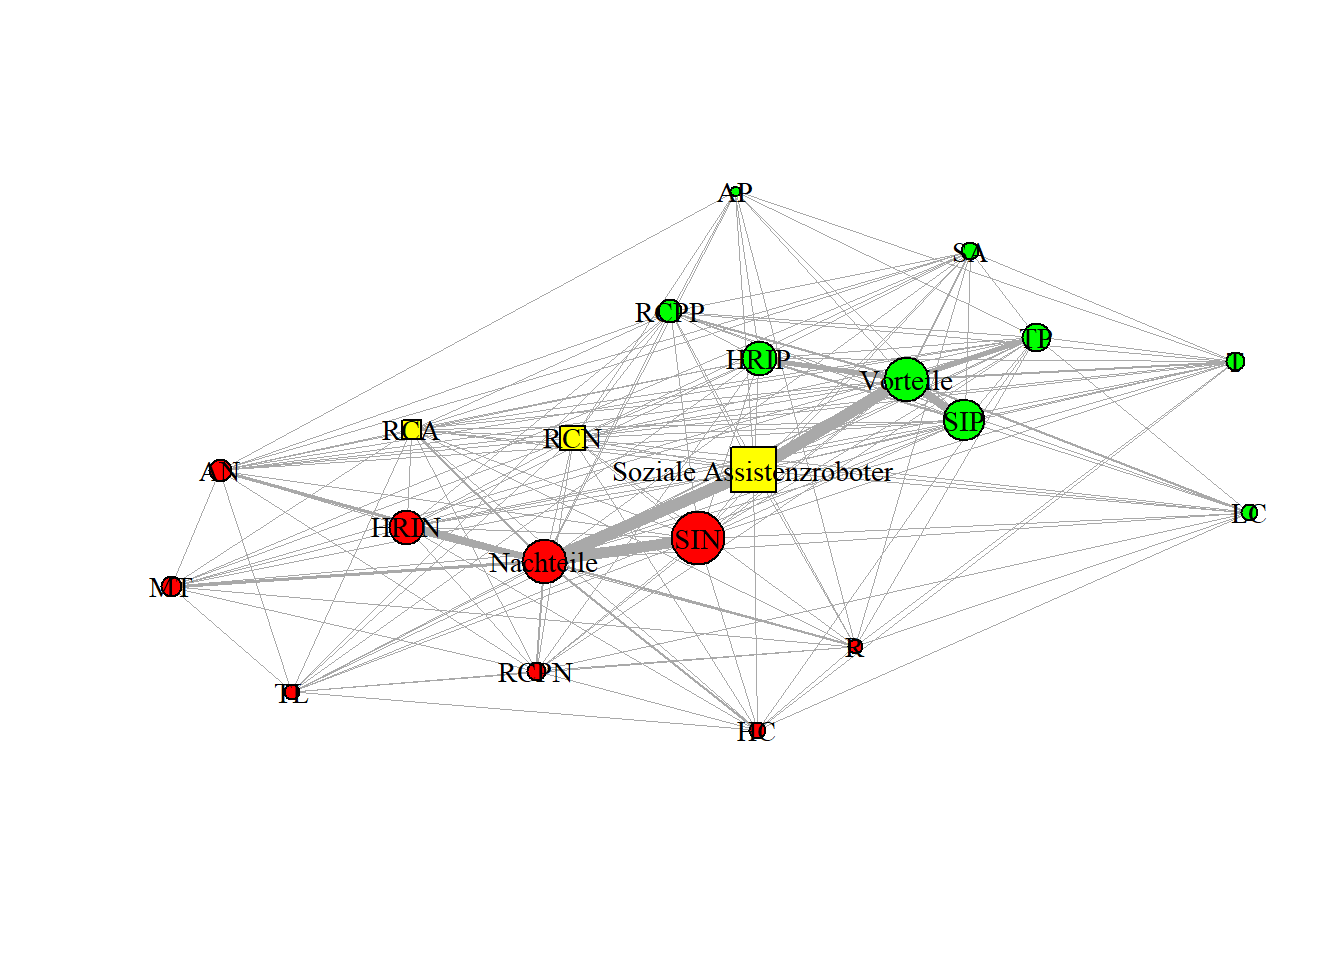 AP
SA
RCPP
TP
HRIP
T
Vorteile
SIP
RCA
RCN
AN
Soziale Assistenzroboter
LC
HRIN
SIN
Nachteile
MT
R
RCPN
TL
HC